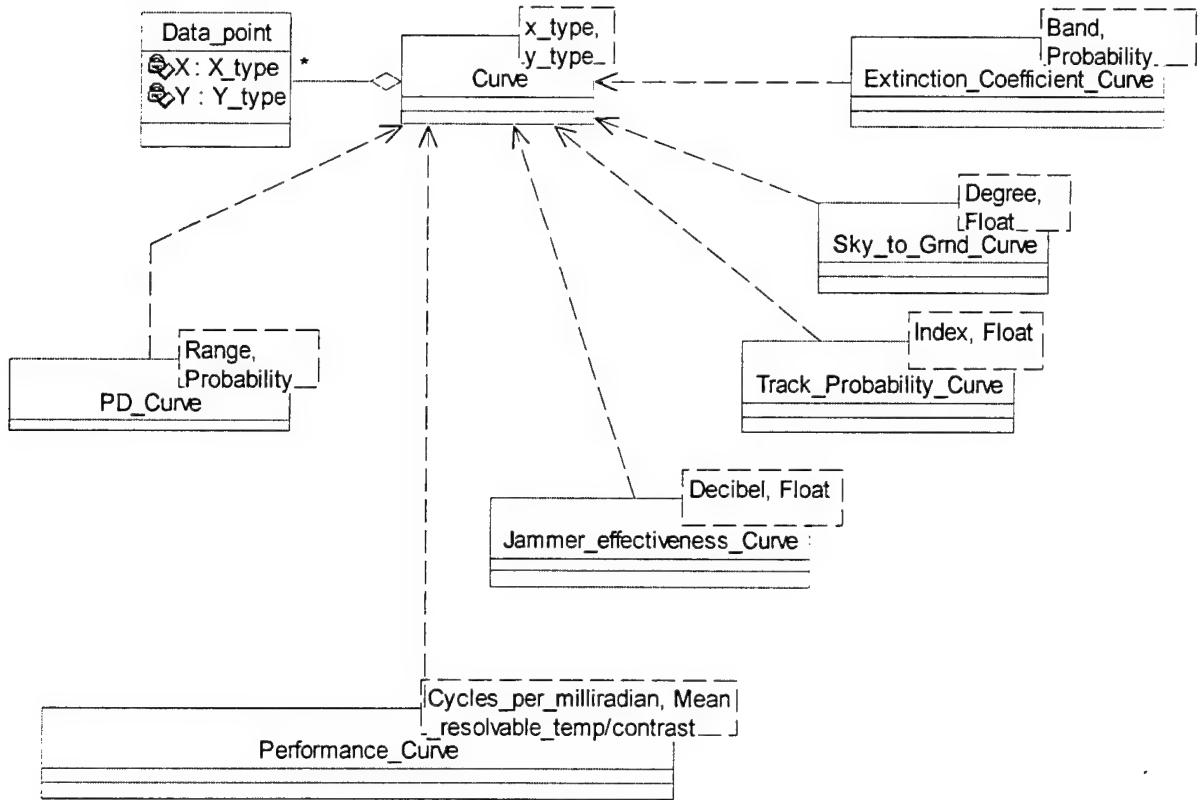 Data_point
X : X_type
Y : Y_type
*
x_type,
y_type
Curve
Band,
Probability
Extinction_Coefficient_Curve
Degree,
Float
Sky_to_Grnd_Curve
Index, Float
Track_Probability_Curve
Range,
Probability
PD_Curve
Decibel, Float
Jammer_effectiveness_Curve
Cycles_per_milliradian, Mean
_resolvable_temp/contrast
Performance_Curve